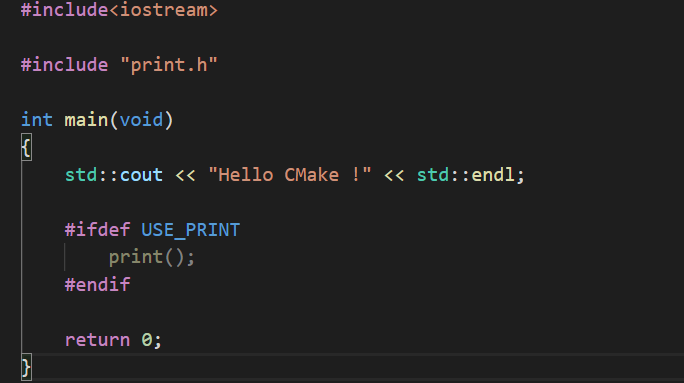 #include<iostream>
#include "print.h"
int main(void)
{
    std::cout << "Hello CMake !" << std::endl;
    #ifdef USE_PRINT
        print();
    #endif
    return 0;
}